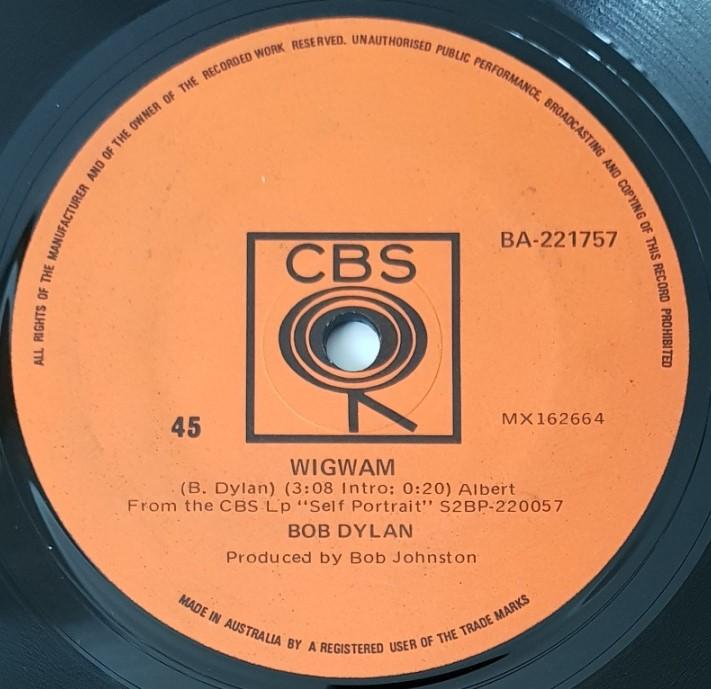 ALL RIGHTS OF THE MANUFACTURER AND OF THE OWNER OF THE RECORDED WORK RESERVED. UNAUTHORISED PUBLIC PERFORMANCE, BROADCASTING AND COPYING OF THIS RECORD PROHIBITED
BA-221757
CBS
45
MX162664
WIGWAM
(B. Dylan) (3:08 Intro: 0:20) Albert
From the CBS Lp "Self Portrait" S2BP-220057
BOB DYLAN
Produced by Bob Johnston
MADE IN AUSTRALIA BY A REGISTERED USER OF THE TRADE MARKS